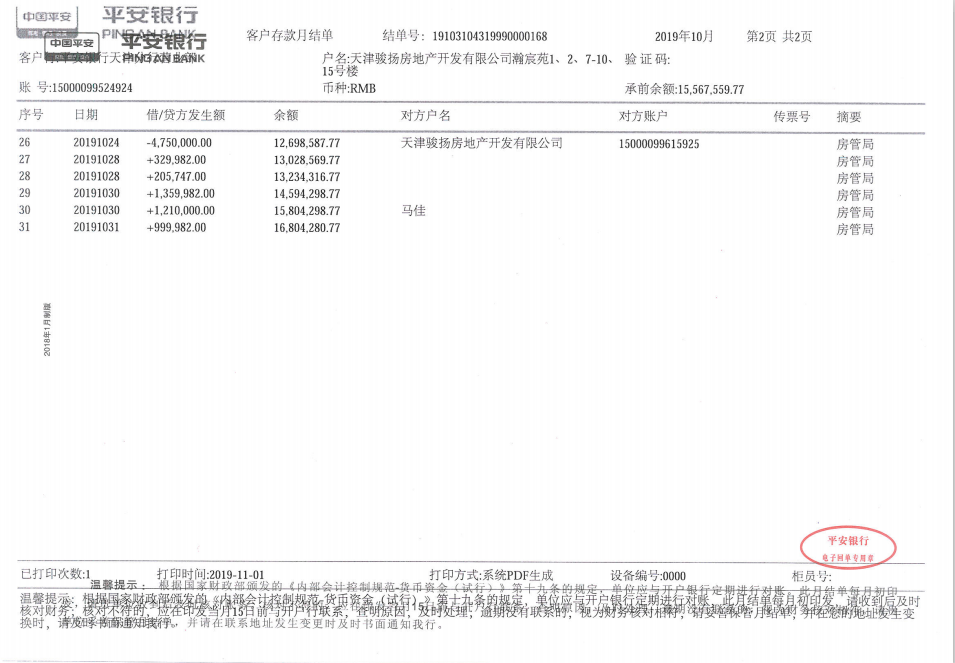 中国平安 平安银行
PING AN BANK
中国平安 平安银行
PING AN BANK
客户存款月结单 结单号: 19103104319990000168 2019年10月 第2页 共2页
户名:天津骏扬房地产开发有限公司瀚宸苑1、2、7-10、 验证码:
15号楼
账 号:15000099524924 币种:RMB 承前余额:15,567,559.77
序号 日期 借/贷方发生额 余额 对方户名 对方账户 传票号 摘要
26 20191024 -4,750,000.00 12,698,587.77 天津骏扬房地产开发有限公司 15000099615925 房管局
27 20191028 +329,982.00 13,028,569.77 房管局
28 20191028 +205,747.00 13,234,316.77 房管局
29 20191030 +1,359,982.00 14,594,298.77 房管局
30 20191030 +1,210,000.00 15,804,298.77 马佳 房管局
31 20191031 +999,982.00 16,804,280.77 房管局
2018年1月制版
平安银行
电子回单专用章
已打印次数:1 打印时间:2019-11-01 打印方式:系统PDF生成 设备编号:0000 柜员号:
温馨提示: 根据国家财政部颁发的《内部会计控制规范-货币资金(试行)》第十九条的规定, 单位应与开户银行定期进行对账。此月结单每月初印
温馨提示: 根据国家财政部颁发的《内部会计控制规范-货币资金(试行)》第十九条的规定, 单位应与开户银行定期进行对账, 此月结单每月初印发, 请收到后及时
核对财务; 核对不符的, 应在印发当月15日前与开户行联系, 查明原因, 及时处理, 逾期没有联系的, 视为财务核对相符; 请妥善保管月结单, 并在您的地址发生变
换时, 请及时书面通知我行。 并请在联系地址发生变更时及时书面通知我行。